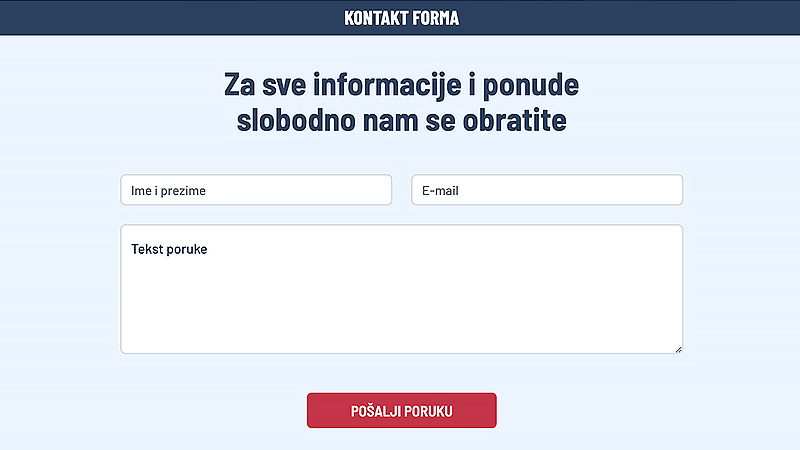 KONTAKT FORMA
Za sve informacije i ponude
slobodno nam se obratite
Ime i prezime
E-mail
Tekst poruke
POŠALJI PORUKU